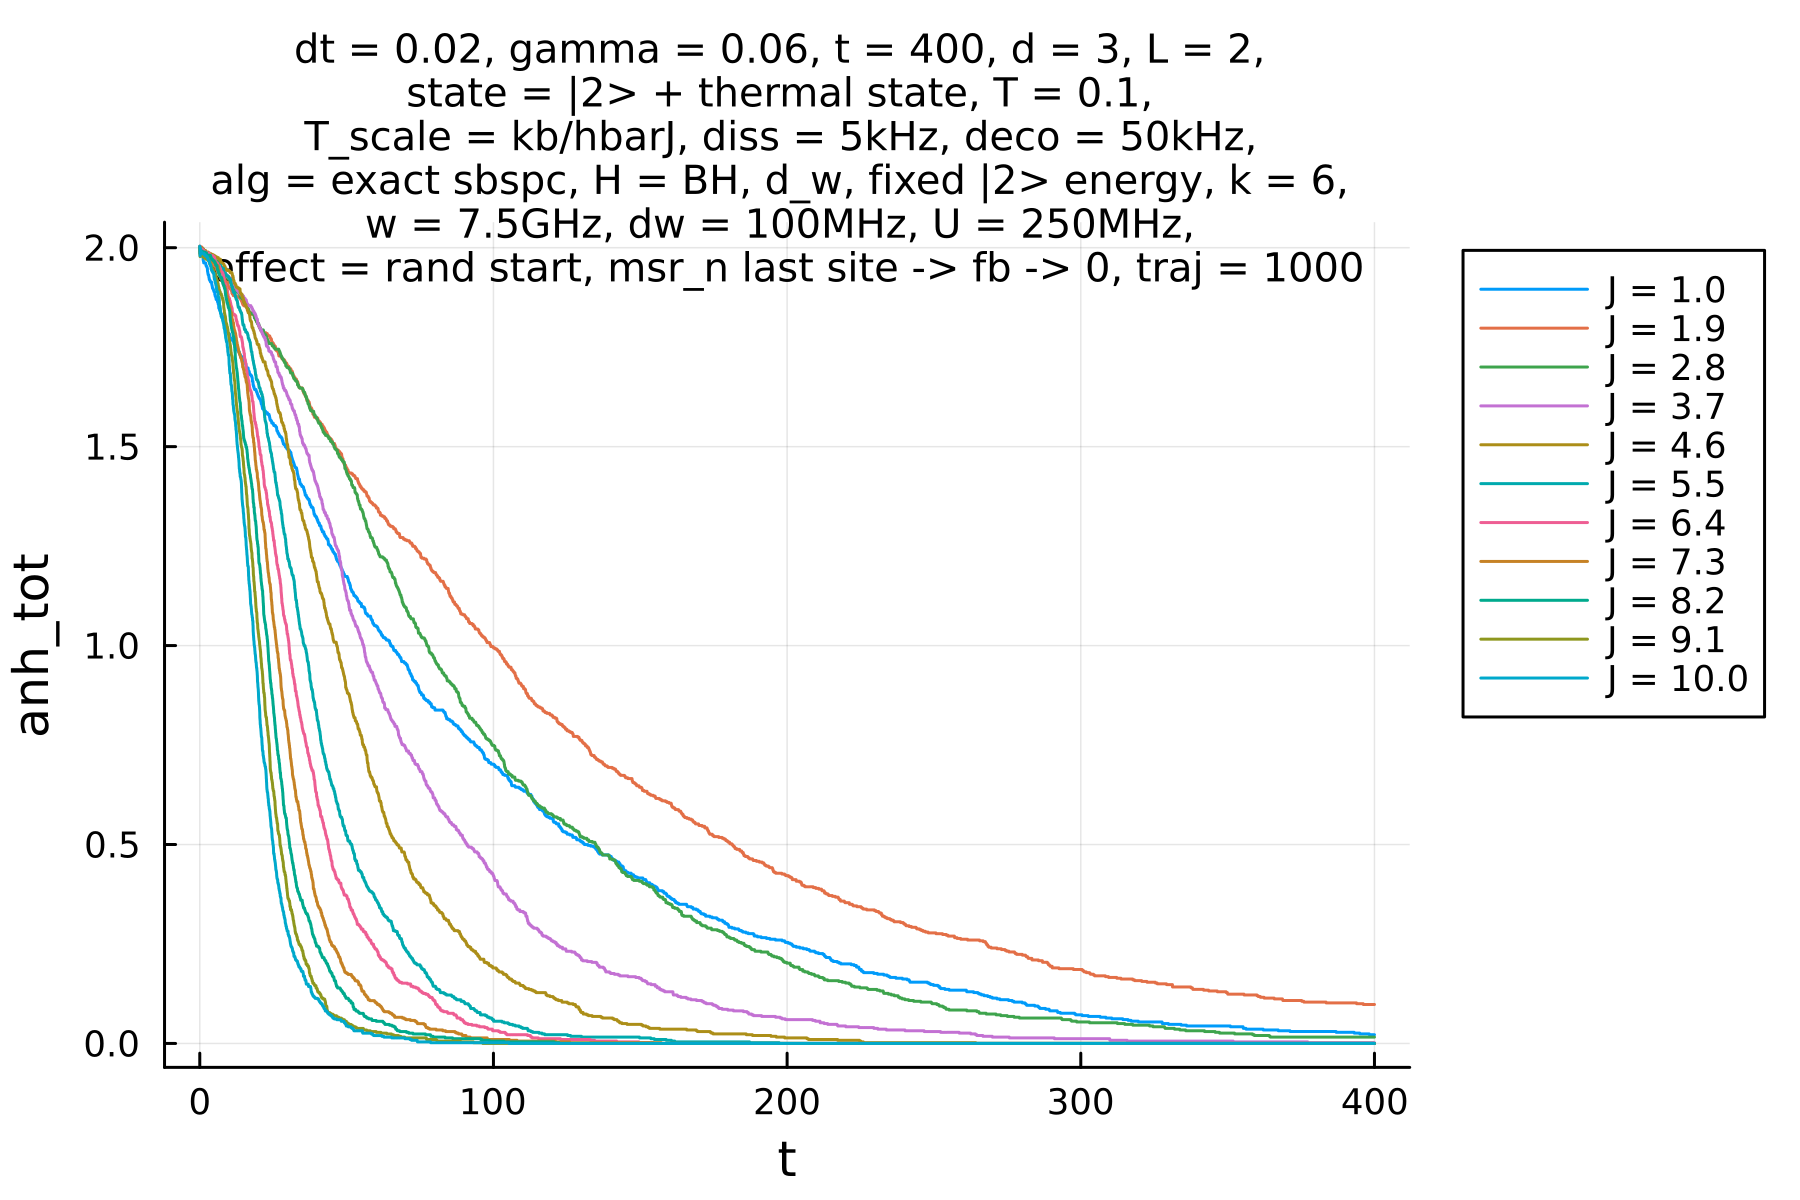 dt = 0.02, gamma = 0.06, t = 400, d = 3, L = 2,
state = |2> + thermal state, T = 0.1,
T_scale = kb/hbarJ, diss = 5kHz, deco = 50kHz,
alg = exact sbspc, H = BH, d_w, fixed |2> energy, k = 6,
w = 7.5GHz, dw = 100MHz, U = 250MHz,
effect = rand start, msr_n last site -> fb -> 0, traj = 1000
2.0
1.5
1.0
0.5
0.0
anh_tot
0 100 200 300 400
t
J = 1.0
J = 1.9
J = 2.8
J = 3.7
J = 4.6
J = 5.5
J = 6.4
J = 7.3
J = 8.2
J = 9.1
J = 10.0